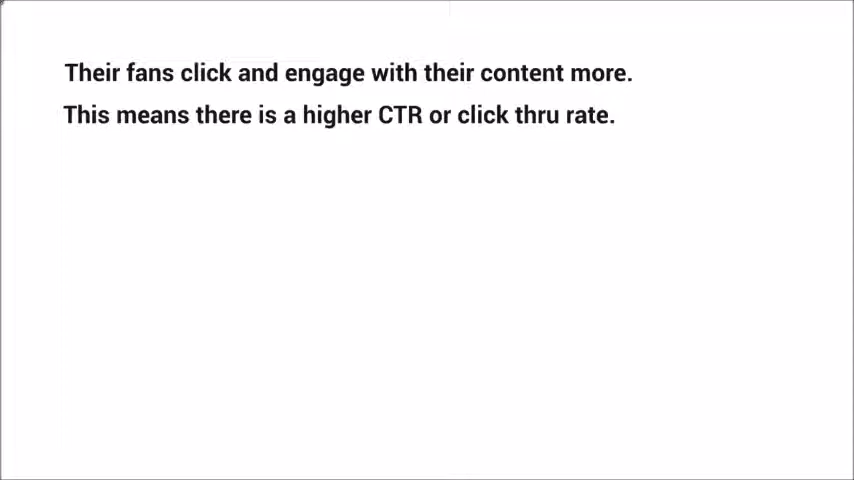 Their fans click and engage with their content more.
This means there is a higher CTR or click thru rate.